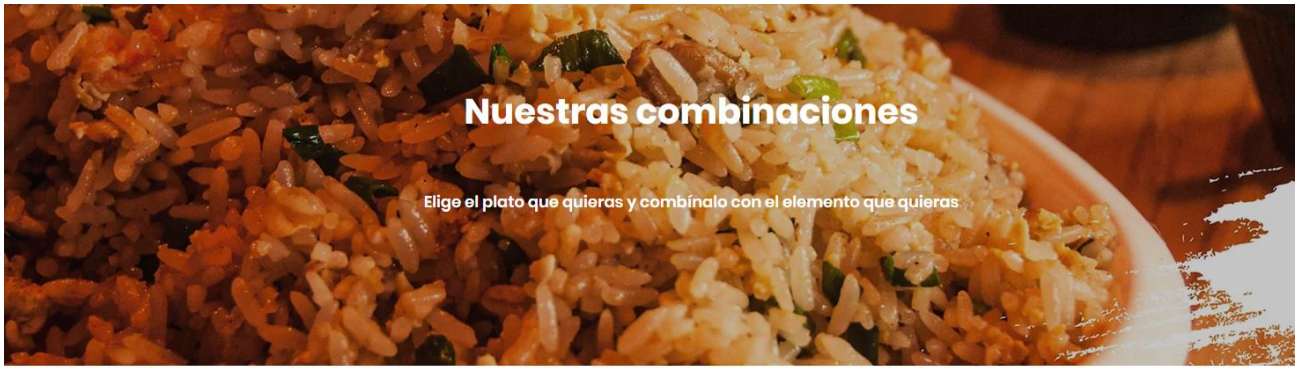 Nuestras combinaciones
Elige el plato que quieras y combínalo con el elemento que quieras